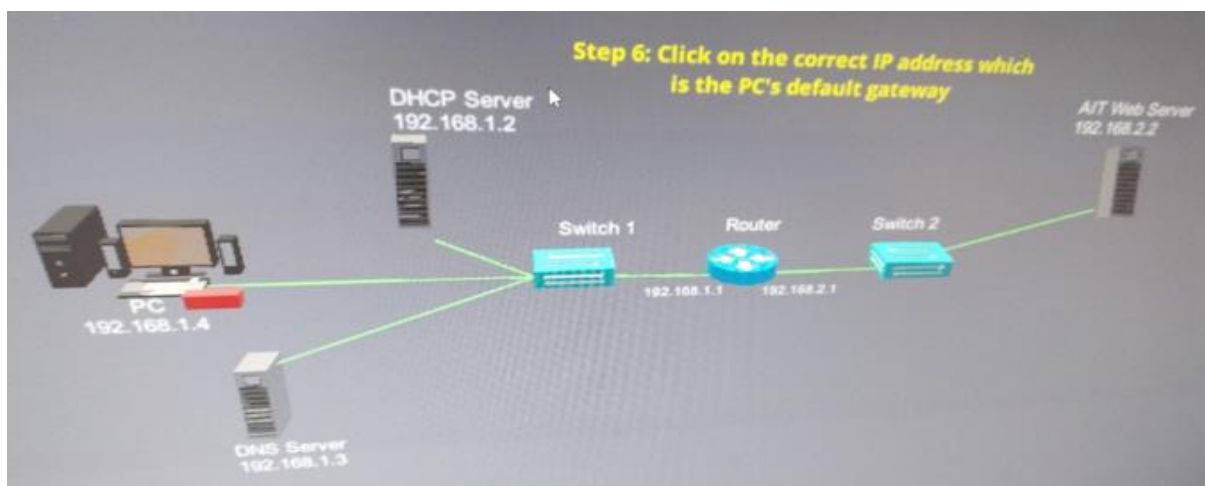 Step 6: Click on the correct IP address which
is the PC's default gateway
DHCP Server
192.168.1.2
AIT Web Server
192.168.2.2
Switch 1
Router
Switch 2
192.168.1.1
192.168.2.1
PC
192.168.1.4
DNS Server
192.168.1.3